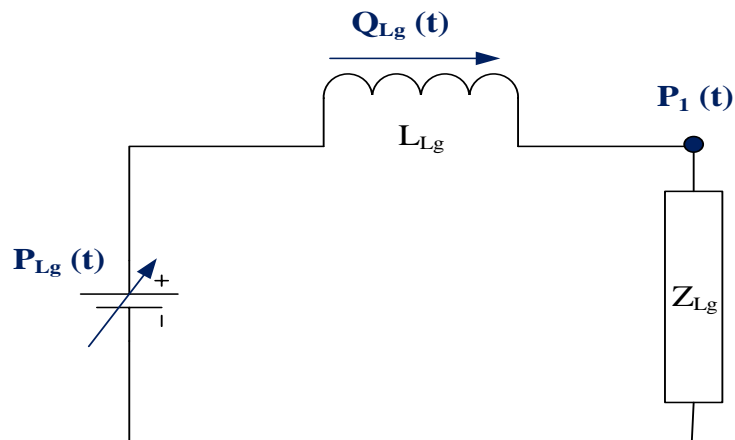 Q_Lg (t)
P_1 (t)
L_Lg
P_Lg (t)
+
–
Z_Lg